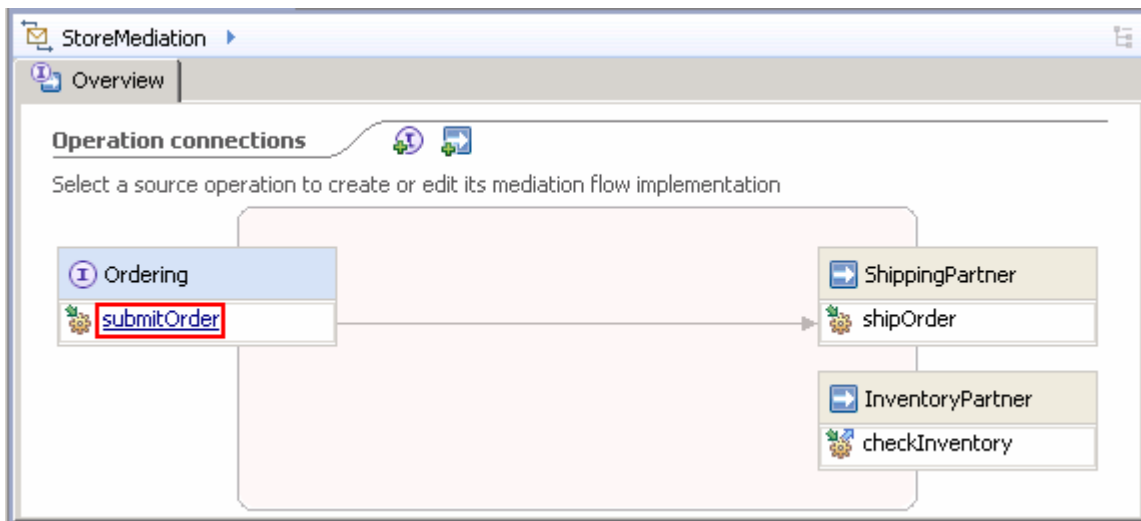 StoreMediation
Overview
Operation connections
Select a source operation to create or edit its mediation flow implementation
Ordering
submitOrder
ShippingPartner
shipOrder
InventoryPartner
checkInventory